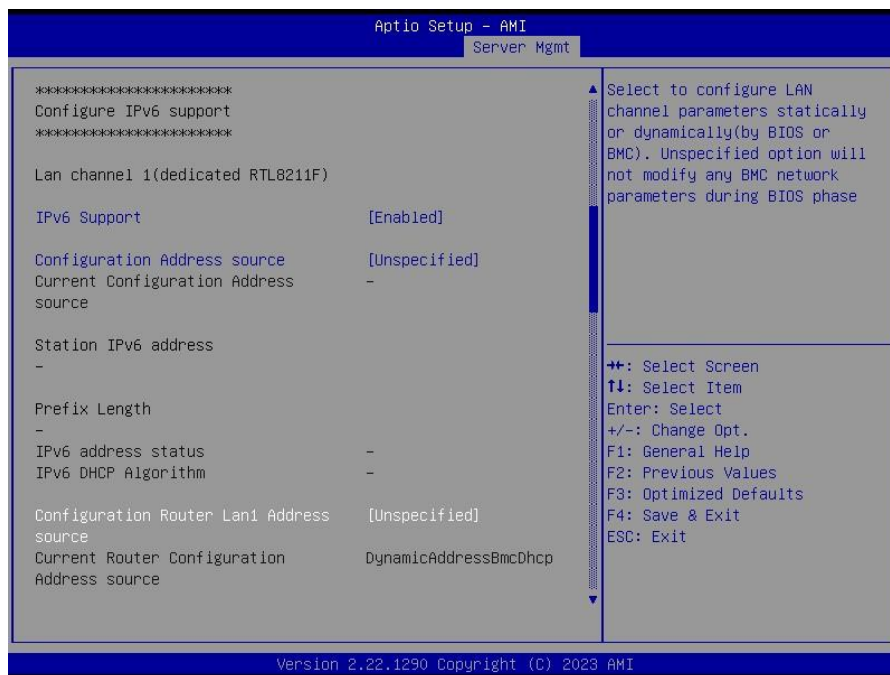 Aptio Setup – AMI
Server Mgmt
***********************
Configure IPv6 support
***********************
Lan channel 1(dedicated RTL8211F)
IPv6 Support [Enabled]
Configuration Address source [Unspecified]
Current Configuration Address –
source
Station IPv6 address
–
Prefix Length
–
IPv6 address status –
IPv6 DHCP Algorithm –
Configuration Router Lan1 Address [Unspecified]
source
Current Router Configuration DynamicAddressBmcDhcp
Address source
Select to configure LAN
channel parameters statically
or dynamically(by BIOS or
BMC). Unspecified option will
not modify any BMC network
parameters during BIOS phase
→←: Select Screen
↑↓: Select Item
Enter: Select
+/-: Change Opt.
F1: General Help
F2: Previous Values
F3: Optimized Defaults
F4: Save & Exit
ESC: Exit
Version 2.22.1290 Copyright (C) 2023 AMI